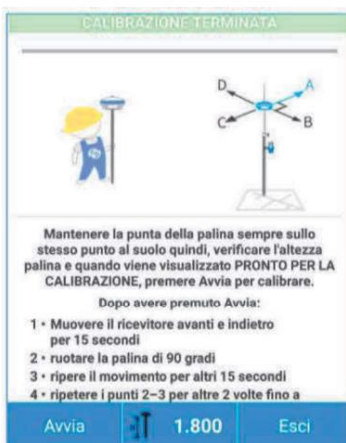 CALIBRAZIONE TERMINATA
D
A
C
B
Mantenere la punta della palina sempre sullo
stesso punto al suolo quindi, verificare l'altezza
palina e quando viene visualizzato PRONTO PER LA
CALIBRAZIONE, premere Avvia per calibrare.
Dopo avere premuto Avvia:
1 • Muovere il ricevitore avanti e indietro
per 15 secondi
2 • ruotare la palina di 90 gradi
3 • ripere il movimento per altri 15 secondi
4 • ripetere i punti 2-3 per altre 2 volte fino a
Avvia
1.800
Esci